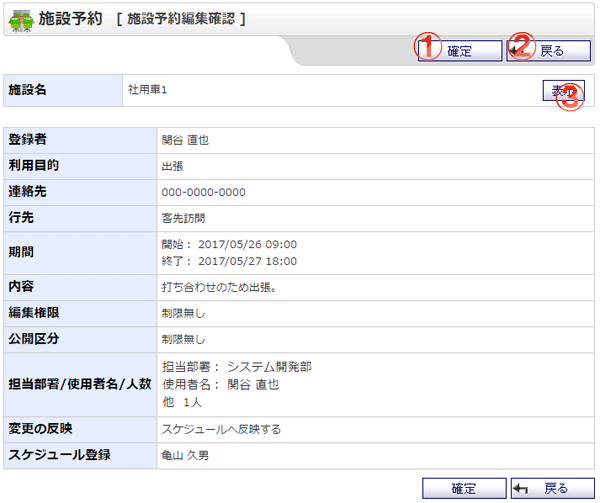 施設予約 [ 施設予約編集確認 ]
① 確定 ② 戻る
施設名 社用車1 表示 ③
登録者 関谷 直也
利用目的 出張
連絡先 000-0000-0000
行先 客先訪問
期間 開始： 2017/05/26 09:00
終了： 2017/05/27 18:00
内容 打ち合わせのため出張。
編集権限 制限無し
公開区分 制限無し
担当部署/使用者名/人数 担当部署： システム開発部
使用者名： 関谷 直也
他 1人
変更の反映 スケジュールへ反映する
スケジュール登録 亀山 久男
確定 戻る